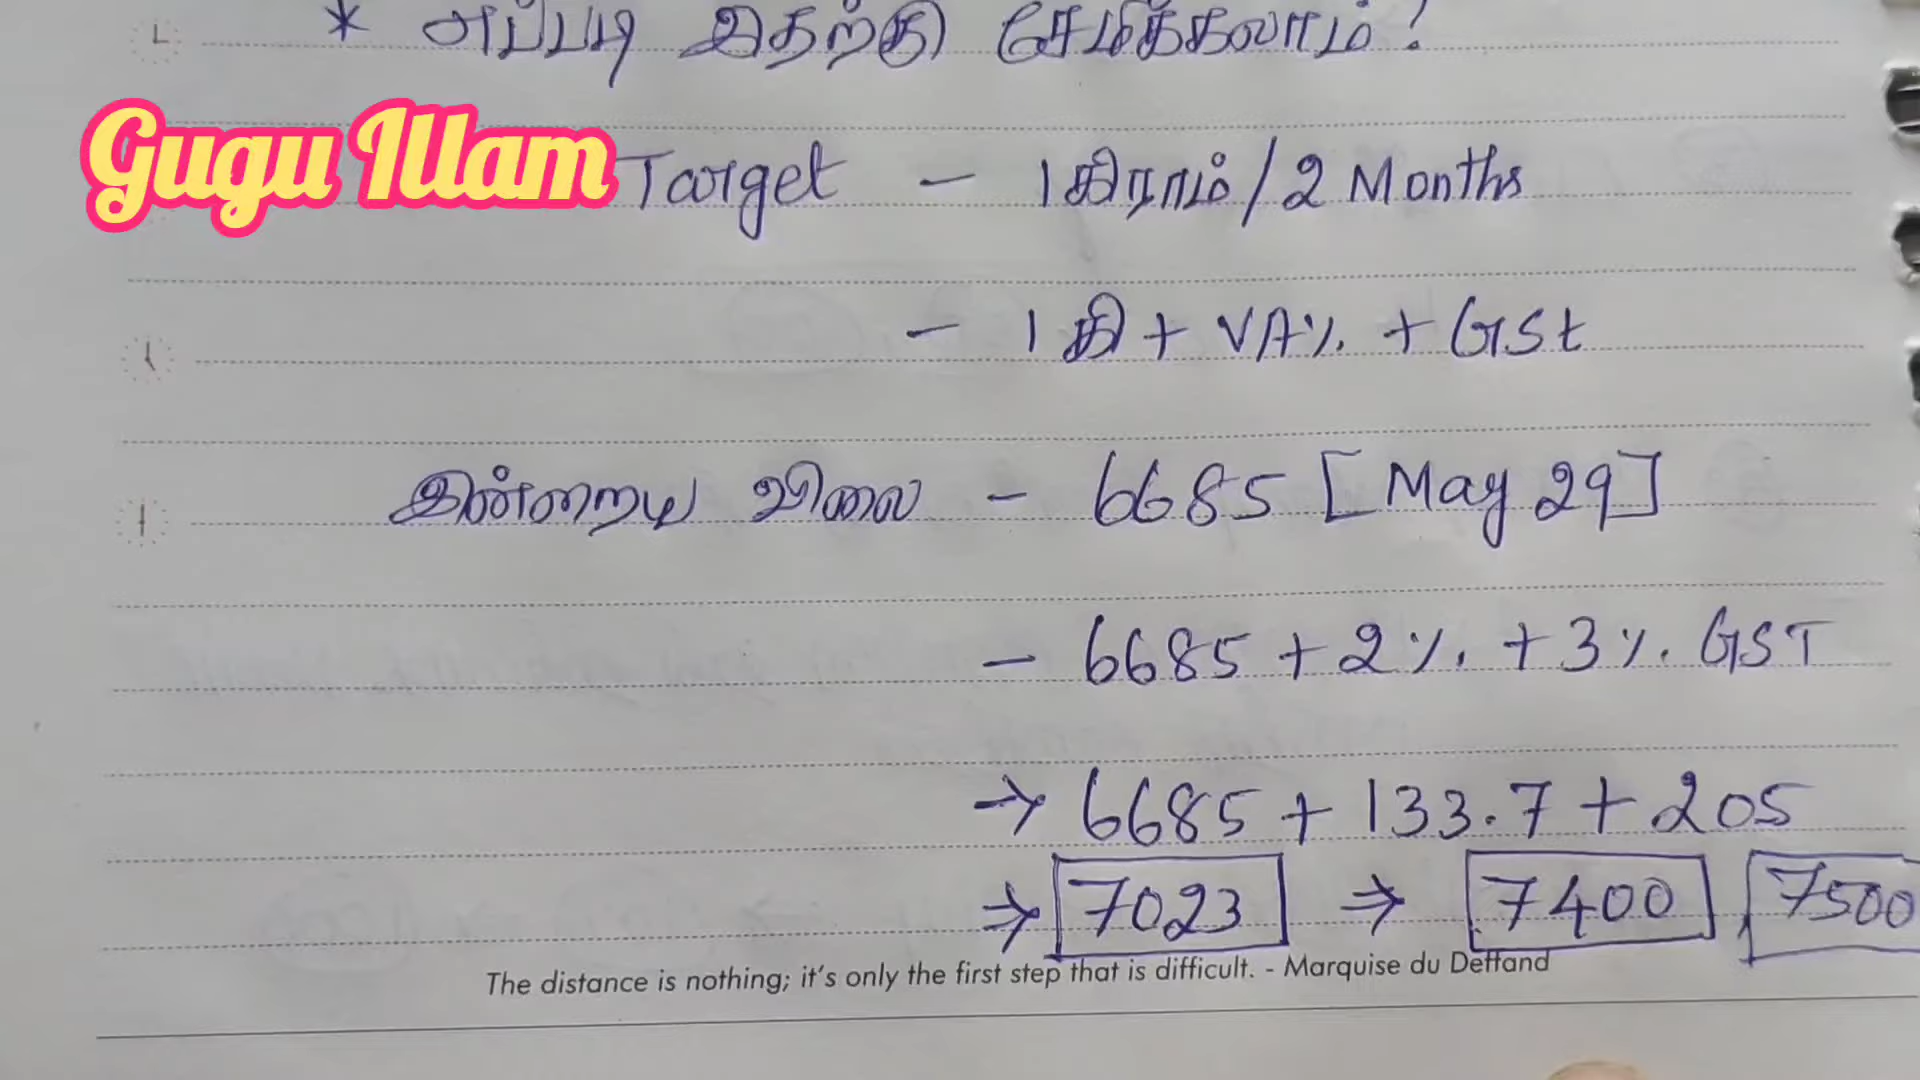 * எப்படி இதற்கு சேமிக்கலாம்?
Gugu Illam
Target - 1கிராம்/2 Months
- 1கி + VA% + GSt
இன்றைய விலை - 6685 [May 29]
- 6685 + 2% + 3% GST
→ 6685 + 133.7 + 205
⇒ 7023 ⇒ 7400 7500
The distance is nothing; it's only the first step that is difficult. - Marquise du Deffand